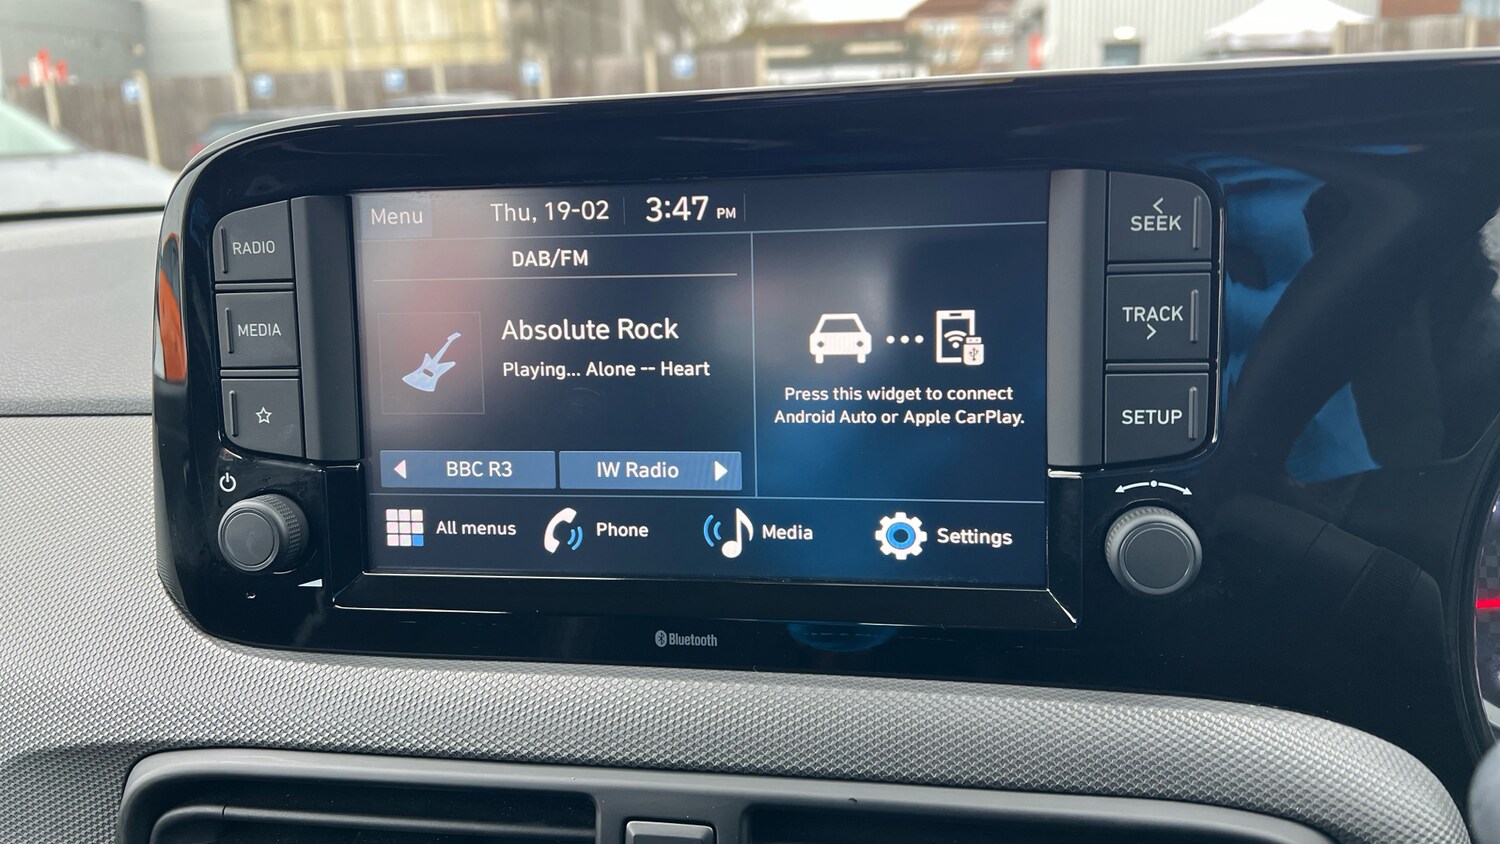 RADIO
MEDIA
Menu
Thu, 19-02
3:47 PM
DAB/FM
Absolute Rock
Playing... Alone -- Heart
BBC R3
IW Radio
Press this widget to connect
Android Auto or Apple CarPlay.
All menus
Phone
Media
Settings
SEEK
TRACK
SETUP
Bluetooth